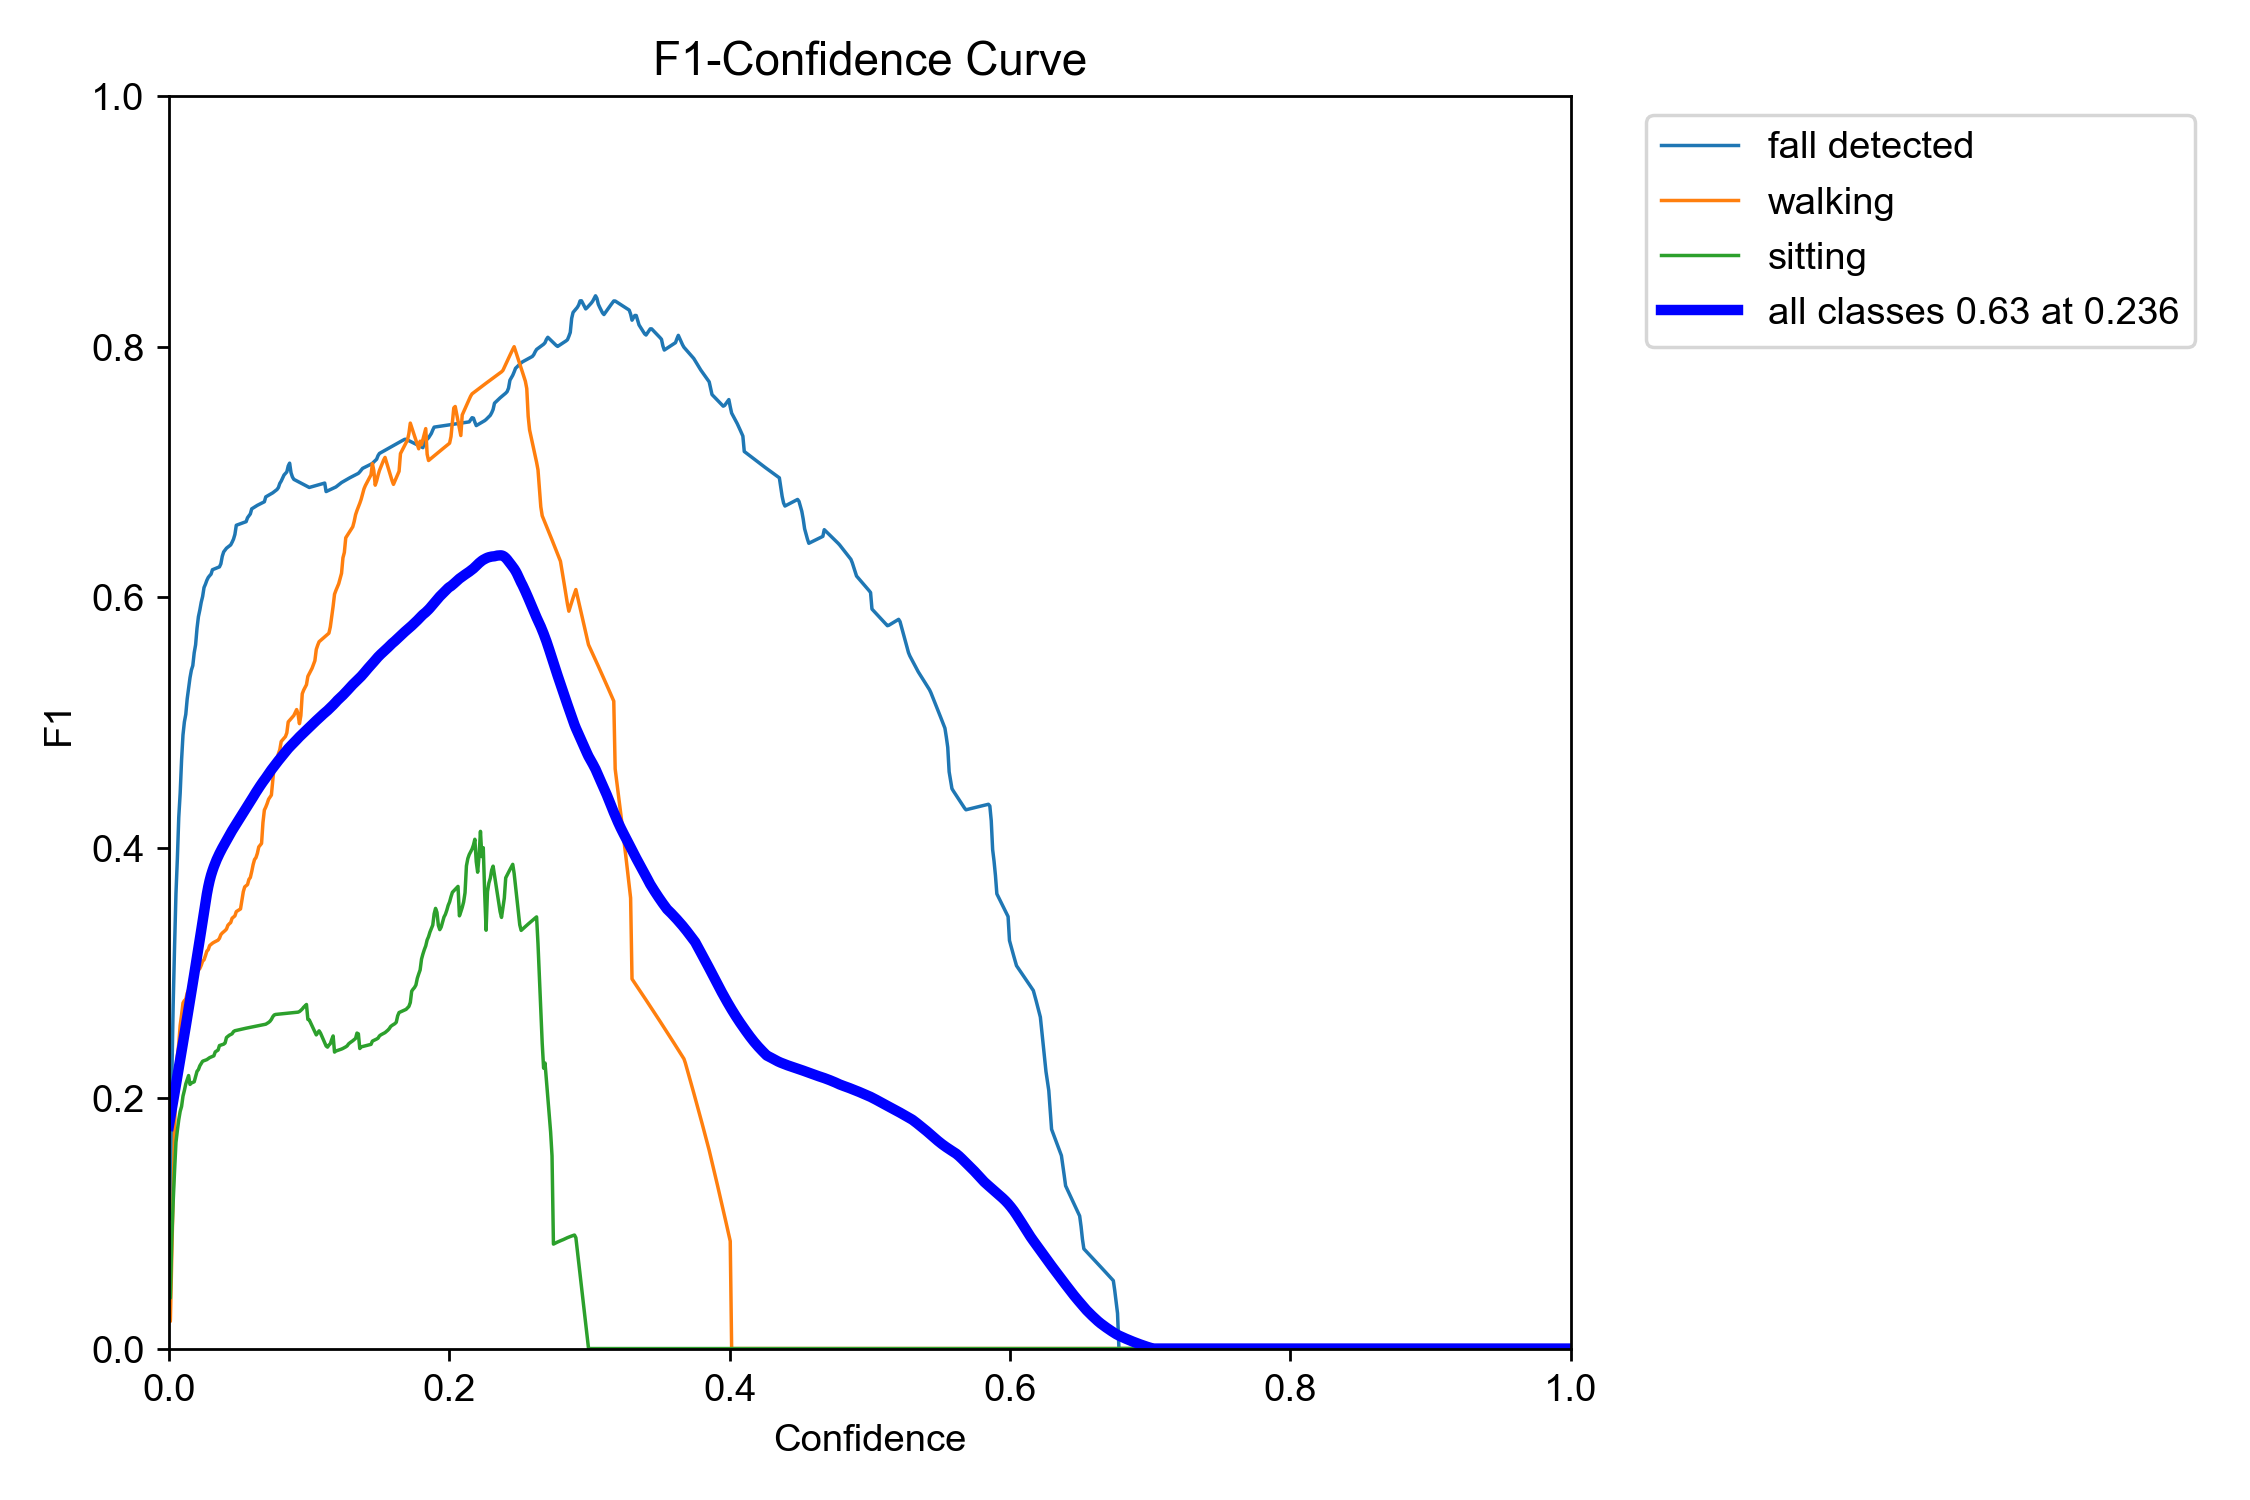 F1-Confidence Curve
1.0
0.8
0.6
0.4
0.2
0.0
F1
0.0 0.2 0.4 0.6 0.8 1.0
Confidence
fall detected
walking
sitting
all classes 0.63 at 0.236